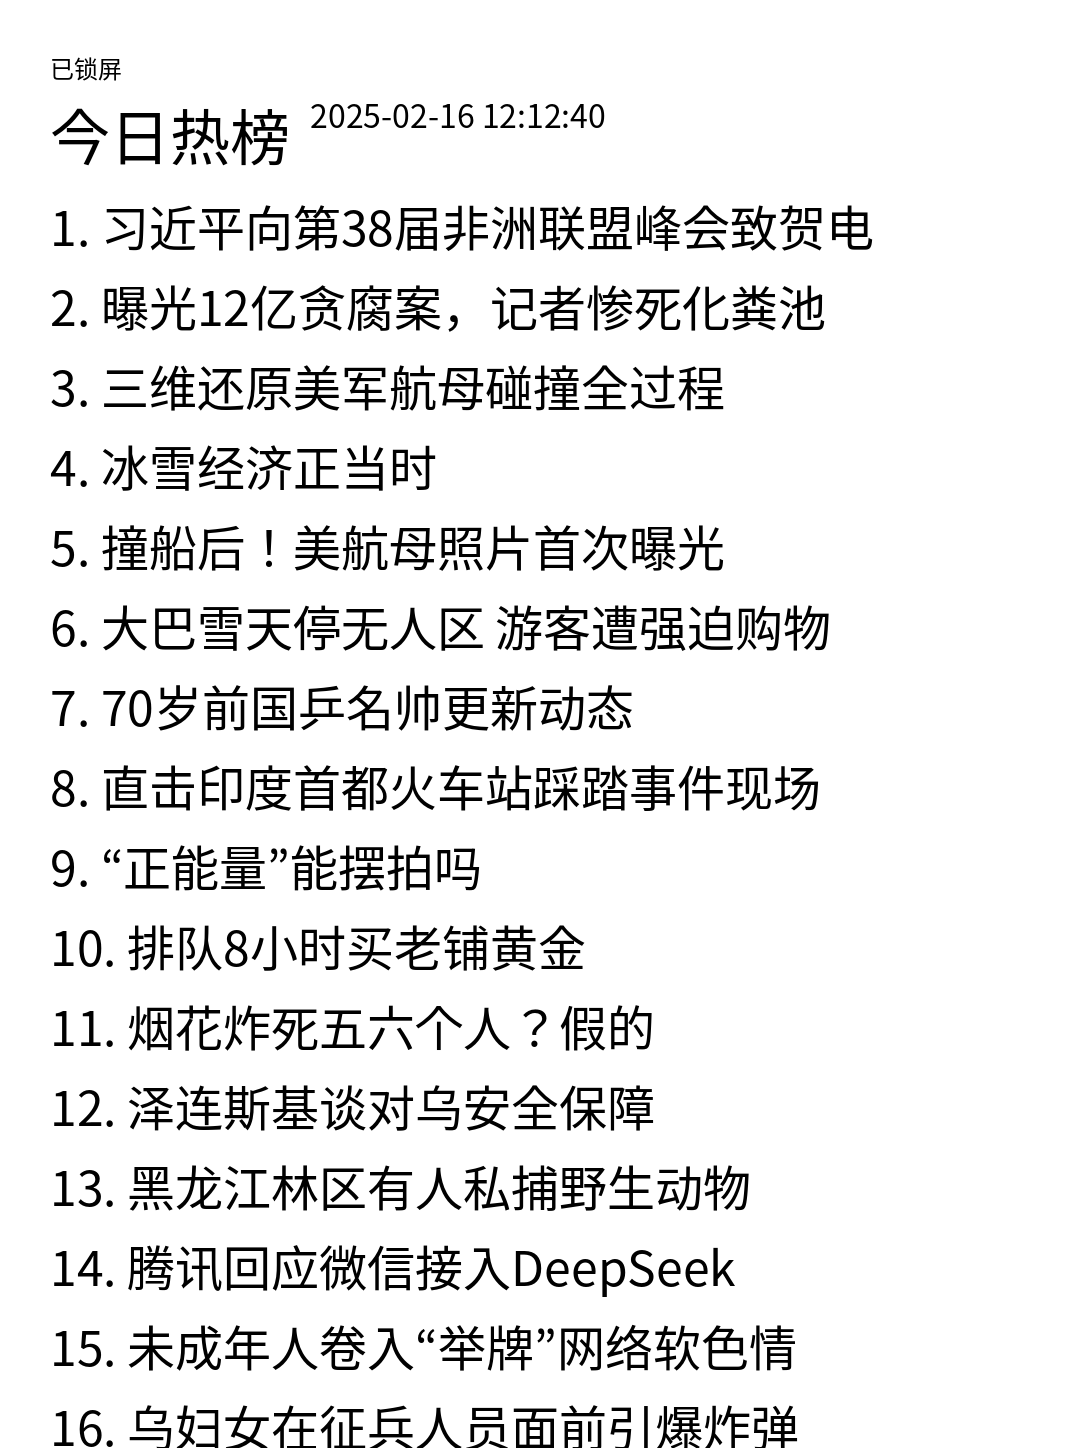 已锁屏
今日热榜 2025-02-16 12:12:40
1. 习近平向第38届非洲联盟峰会致贺电
2. 曝光12亿贪腐案，记者惨死化粪池
3. 三维还原美军航母碰撞全过程
4. 冰雪经济正当时
5. 撞船后！美航母照片首次曝光
6. 大巴雪天停无人区 游客遭强迫购物
7. 70岁前国乒名帅更新动态
8. 直击印度首都火车站踩踏事件现场
9. “正能量”能摆拍吗
10. 排队8小时买老铺黄金
11. 烟花炸死五六个人？假的
12. 泽连斯基谈对乌安全保障
13. 黑龙江林区有人私捕野生动物
14. 腾讯回应微信接入DeepSeek
15. 未成年人卷入“举牌”网络软色情
16. 乌妇女在征兵人员面前引爆炸弹